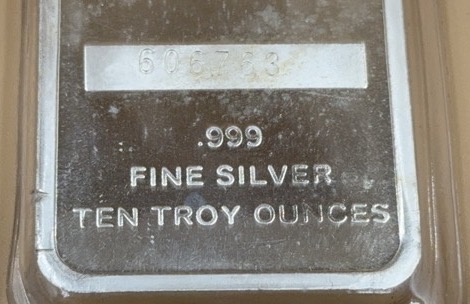 606763
.999
FINE SILVER
TEN TROY OUNCES